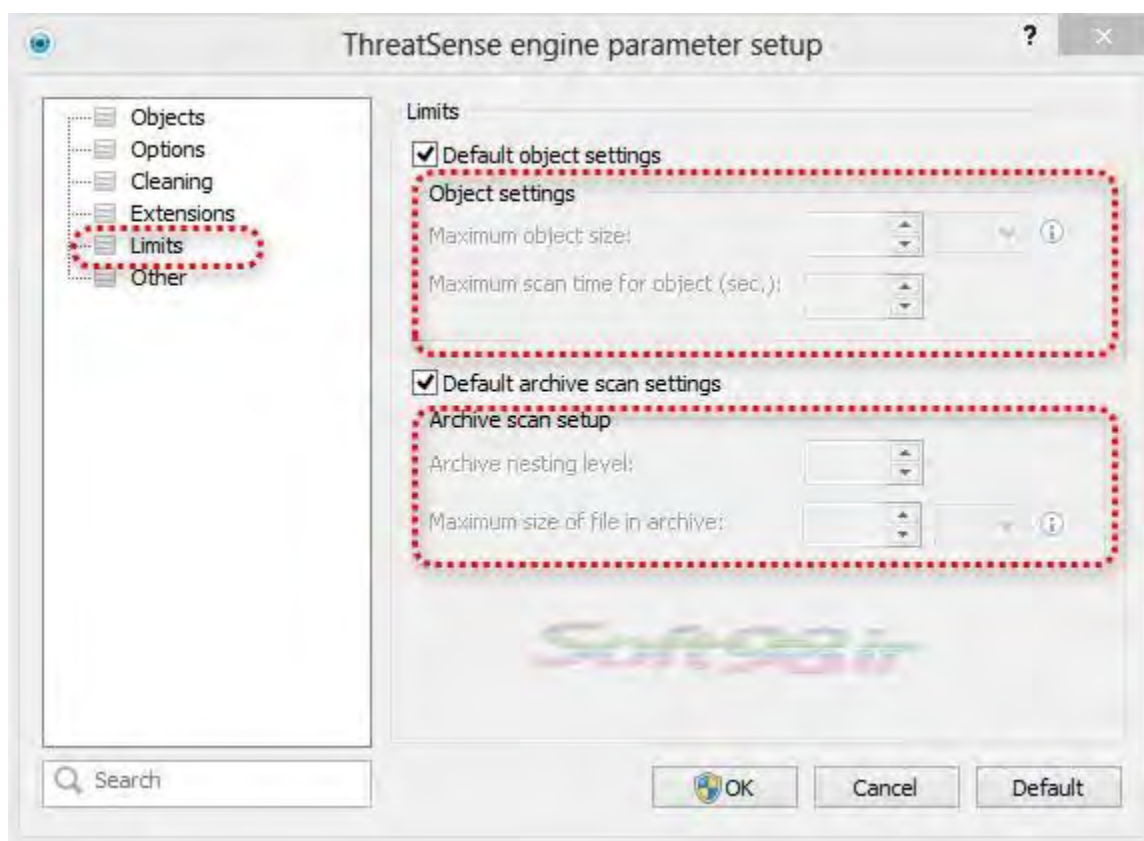 ThreatSense engine parameter setup
?
Objects
Options
Cleaning
Extensions
Limits
Other
Limits
Default object settings
Object settings
Maximum object size:
Maximum scan time for object (sec.):
Default archive scan settings
Archive scan setup
Archive nesting level:
Maximum size of file in archive:
Soft98.ir
Search
OK
Cancel
Default